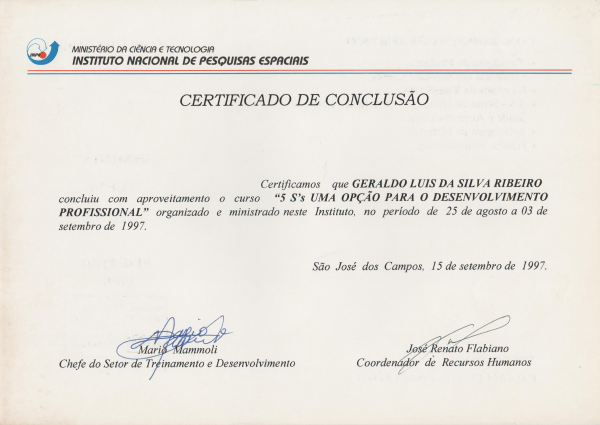 MINISTÉRIO DA CIÊNCIA E TECNOLOGIA
INSTITUTO NACIONAL DE PESQUISAS ESPACIAIS
CERTIFICADO DE CONCLUSÃO
Certificamos que GERALDO LUIS DA SILVA RIBEIRO
concluiu com aproveitamento o curso "5 S's UMA OPÇÃO PARA O DESENVOLVIMENTO
PROFISSIONAL" organizado e ministrado neste Instituto, no período de 25 de agosto a 03 de
setembro de 1997.
São José dos Campos, 15 de setembro de 1997.
Mario Mammoli
Chefe do Setor de Treinamento e Desenvolvimento
José Renato Flabiano
Coordenador de Recursos Humanos